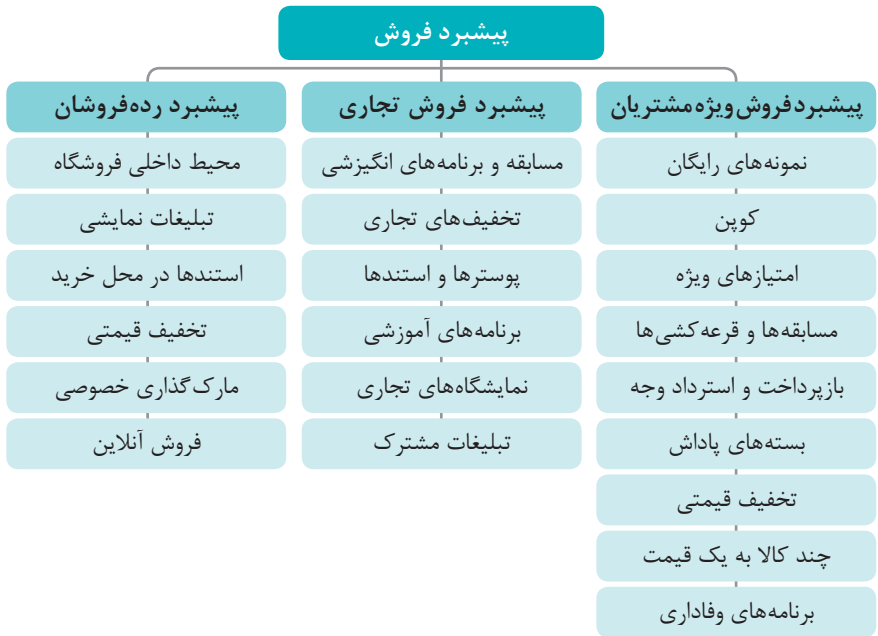 پیشبرد فروش
پیشبرد فروش ویژه مشتریان
نمونه‌های رایگان
کوپن
امتیازهای ویژه
مسابقه‌ها و قرعه‌کشی‌ها
بازپرداخت و استرداد وجه
بسته‌های پاداش
تخفیف قیمتی
چند کالا به یک قیمت
برنامه‌های وفاداری
پیشبرد فروش تجاری
مسابقه و برنامه‌های انگیزشی
تخفیف‌های تجاری
پوسترها و استندها
برنامه‌های آموزشی
نمایشگاه‌های تجاری
تبلیغات مشترک
پیشبرد رده‌فروشان
محیط داخلی فروشگاه
تبلیغات نمایشی
استندها در محل خرید
تخفیف قیمتی
مارک‌گذاری خصوصی
فروش آنلاین